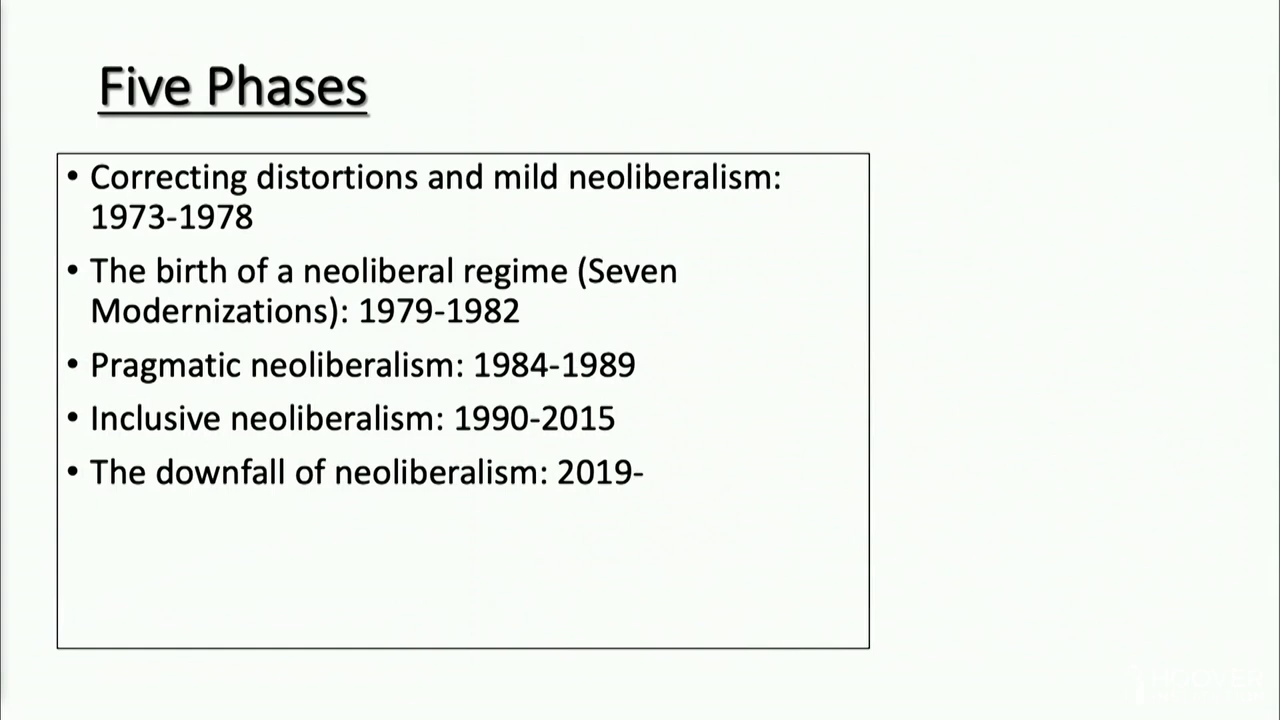 Five Phases
• Correcting distortions and mild neoliberalism:
1973-1978
• The birth of a neoliberal regime (Seven
Modernizations): 1979-1982
• Pragmatic neoliberalism: 1984-1989
• Inclusive neoliberalism: 1990-2015
• The downfall of neoliberalism: 2019-
HOOVER